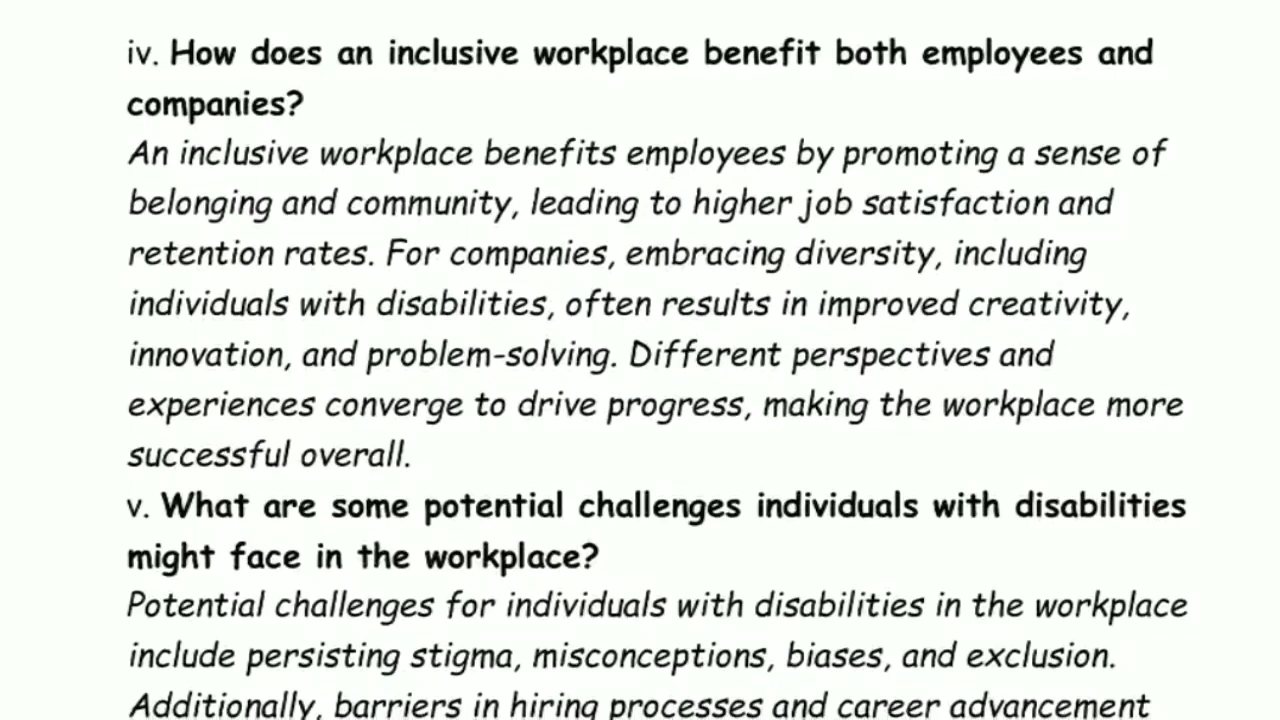 iv. How does an inclusive workplace benefit both employees and
companies?
An inclusive workplace benefits employees by promoting a sense of
belonging and community, leading to higher job satisfaction and
retention rates. For companies, embracing diversity, including
individuals with disabilities, often results in improved creativity,
innovation, and problem-solving. Different perspectives and
experiences converge to drive progress, making the workplace more
successful overall.
v. What are some potential challenges individuals with disabilities
might face in the workplace?
Potential challenges for individuals with disabilities in the workplace
include persisting stigma, misconceptions, biases, and exclusion.
Additionally, barriers in hiring processes and career advancement